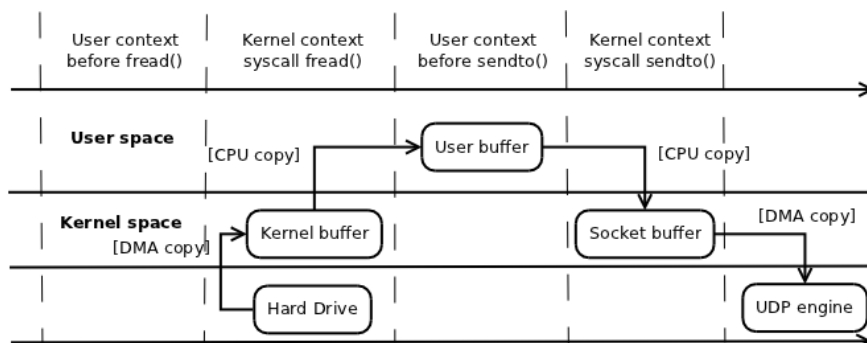 User context
before fread()
Kernel context
syscall fread()
User context
before sendto()
Kernel context
syscall sendto()
User space
[CPU copy]
User buffer
[CPU copy]
Kernel space
[DMA copy]
Kernel buffer
Socket buffer
[DMA copy]
Hard Drive
UDP engine